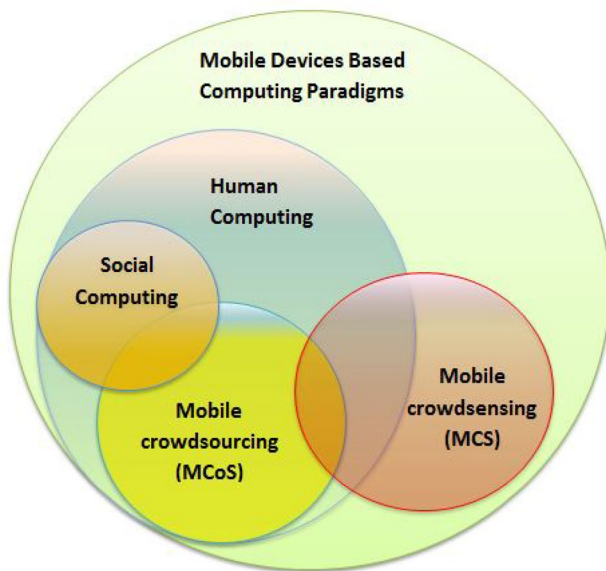 Mobile Devices Based
Computing Paradigms
Human
Computing
Social
Computing
Mobile
crowdsensing
(MCS)
Mobile
crowdsourcing
(MCoS)